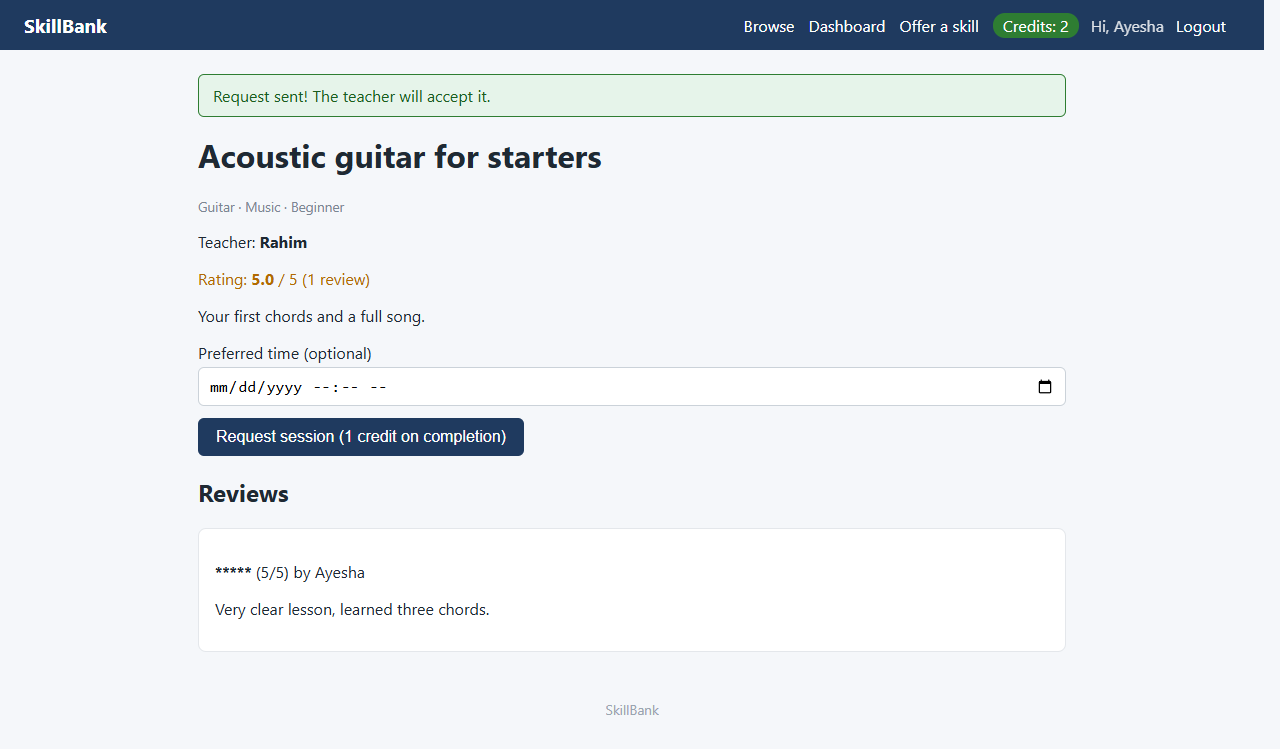 SkillBank
Browse Dashboard Offer a skill Credits: 2 Hi, Ayesha Logout
Request sent! The teacher will accept it.
Acoustic guitar for starters
Guitar · Music · Beginner
Teacher: Rahim
Rating: 5.0 / 5 (1 review)
Your first chords and a full song.
Preferred time (optional)
mm/dd/yyyy --:-- --
Request session (1 credit on completion)
Reviews
***** (5/5) by Ayesha
Very clear lesson, learned three chords.
SkillBank